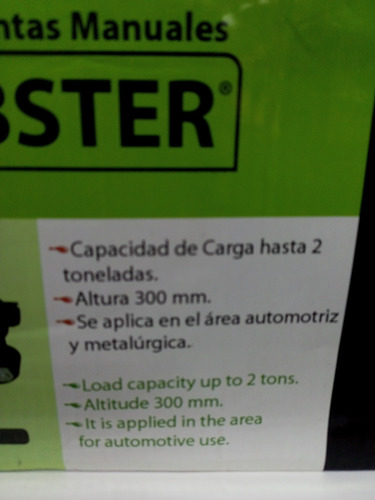 ntas Manuales
BSTER®
Capacidad de Carga hasta 2
toneladas.
Altura 300 mm.
Se aplica en el área automotriz
y metalúrgica.
Load capacity up to 2 tons.
Altitude 300 mm.
It is applied in the area
for automotive use.